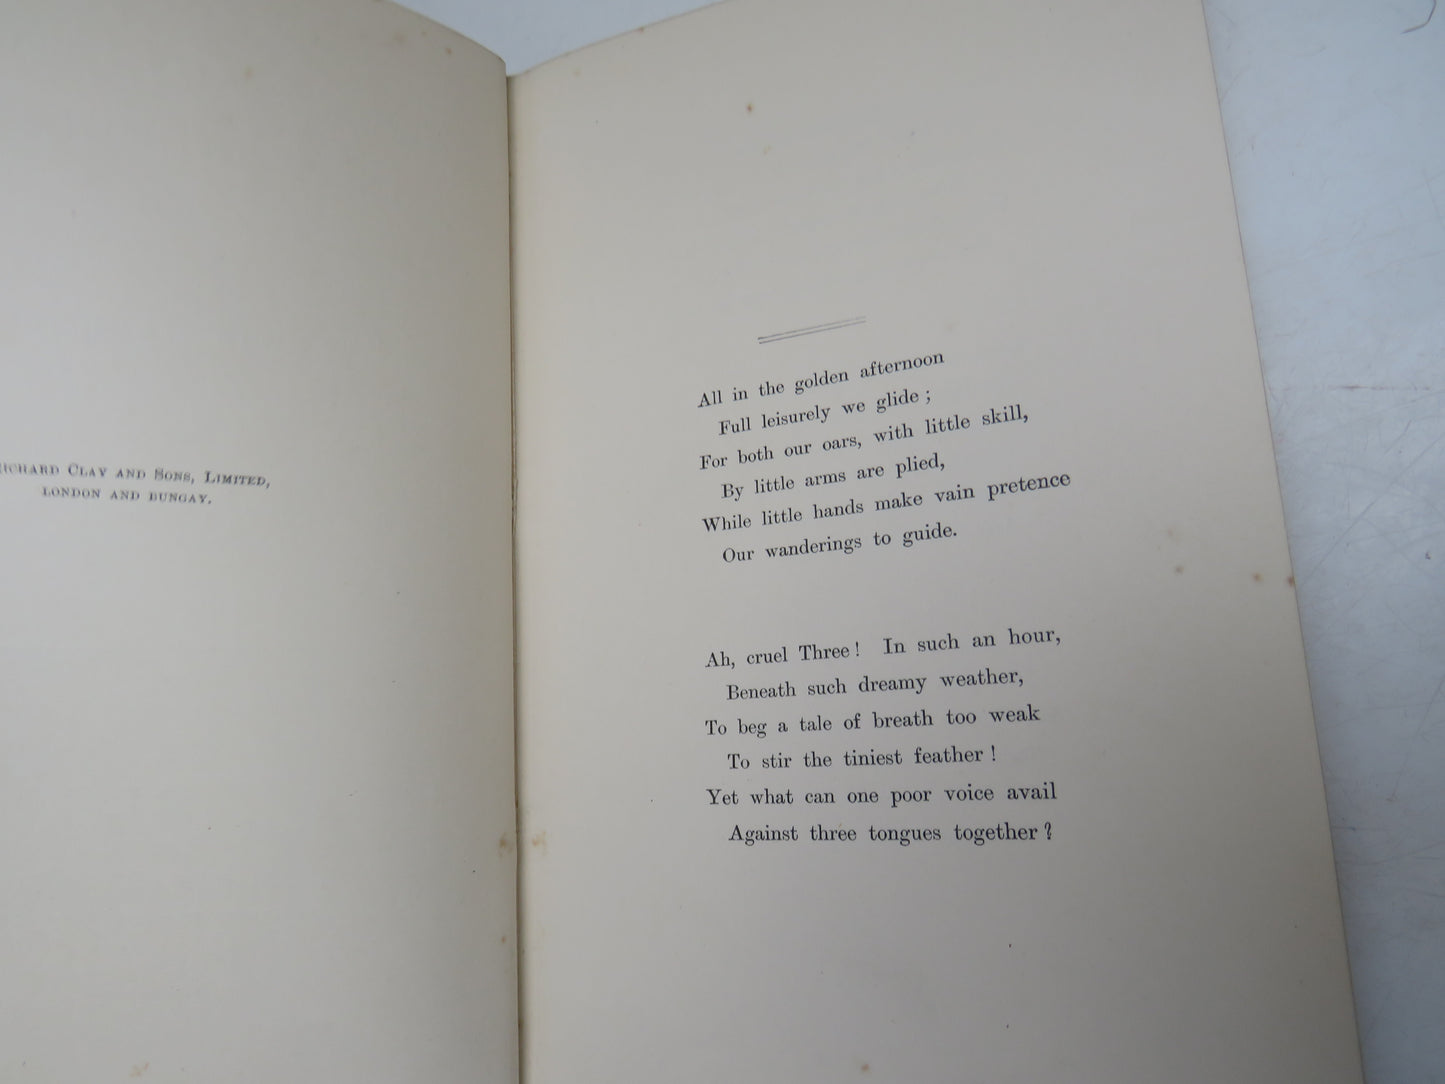 RICHARD CLAY AND SONS, LIMITED,
LONDON AND BUNGAY.
All in the golden afternoon
Full leisurely we glide;
For both our oars, with little skill,
By little arms are plied,
While little hands make vain pretence
Our wanderings to guide.
Ah, cruel Three! In such an hour,
Beneath such dreamy weather,
To beg a tale of breath too weak
To stir the tiniest feather!
Yet what can one poor voice avail
Against three tongues together?